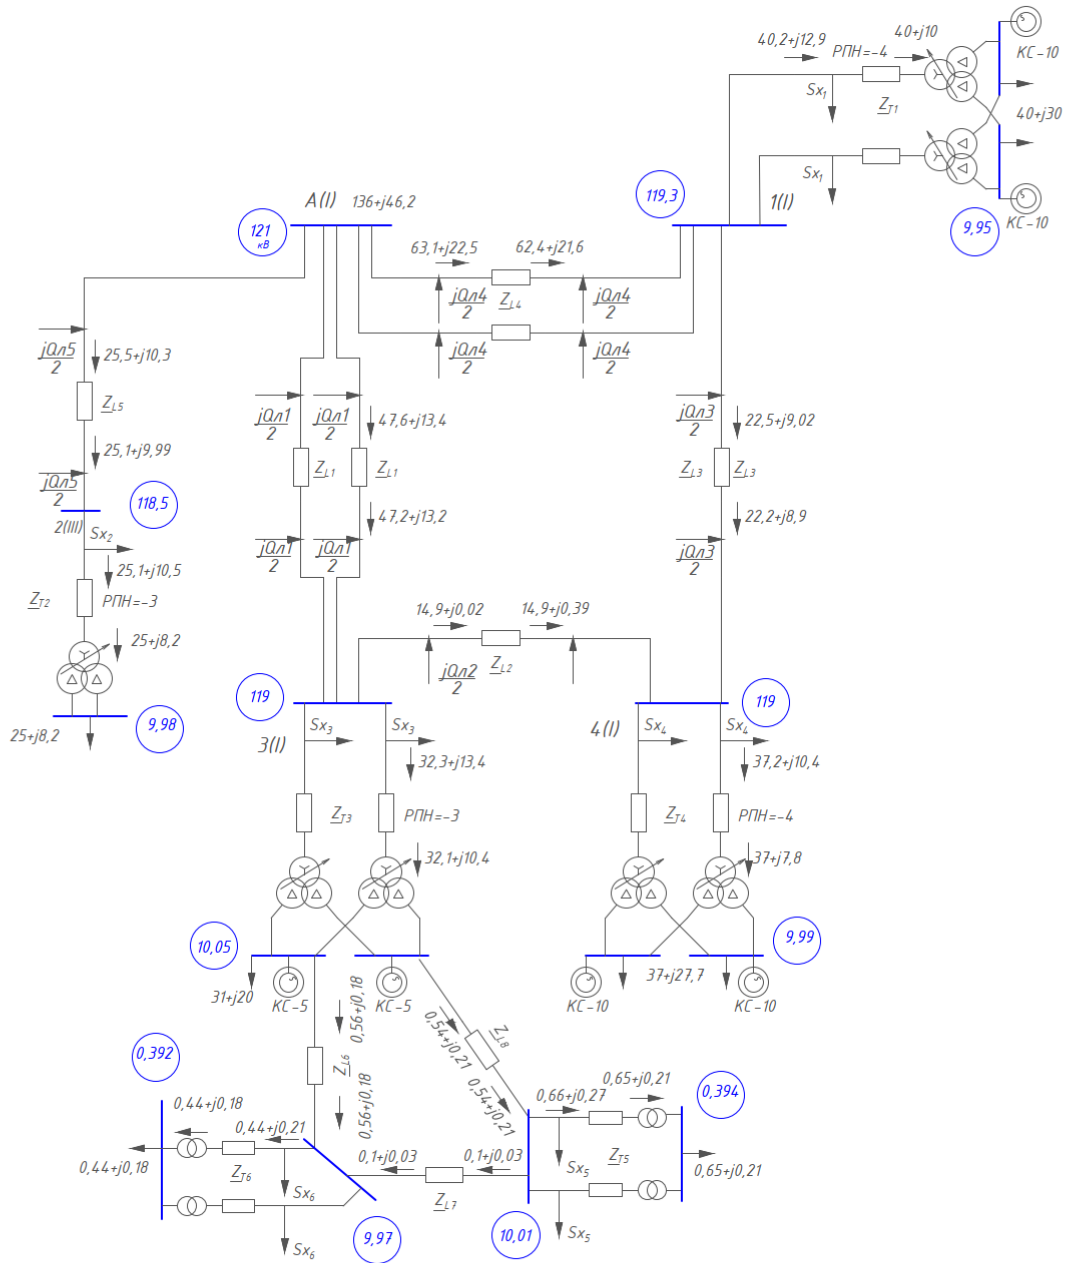 40,2+j12,9
РПН=-4
40+j10
КС-10
Sx1
ZT1
40+j30
Sx1
1(I)
119,3
9,95
КС-10
А(I)
136+j46,2
121
кВ
63,1+j22,5
62,4+j21,6
jQл4
2
ZL4
jQл4
2
jQл4
2
jQл4
2
jQл5
2
25,5+j10,3
ZL5
25,1+j9,99
jQл5
2
118,5
2(III)
Sx2
25,1+j10,5
ZT2
РПН=-3
25+j8,2
9,98
25+j8,2
jQл1
2
jQл1
2
47,6+j13,4
ZL1
ZL1
47,2+j13,2
jQл1
2
jQл1
2
jQл3
2
22,5+j9,02
ZL3
ZL3
22,2+j8,9
jQл3
2
14,9+j0,02
14,9+j0,39
jQл2
2
ZL2
119
119
3(I)
Sx3
Sx3
32,3+j13,4
ZT3
РПН=-3
32,1+j10,4
4(I)
Sx4
Sx4
37,2+j10,4
ZT4
РПН=-4
37+j7,8
10,05
9,99
31+j20
КС-5
КС-5
КС-10
37+j27,7
КС-10
0,56+j0,18
ZL6
0,56+j0,18
0,54+j0,21
ZL8
0,54+j0,21
0,392
0,44+j0,18
0,44+j0,21
0,44+j0,18
ZT6
Sx6
Sx6
0,1+j0,03
0,1+j0,03
ZL7
9,97
0,66+j0,27
0,65+j0,21
0,394
Sx5
ZT5
0,65+j0,21
Sx5
10,01